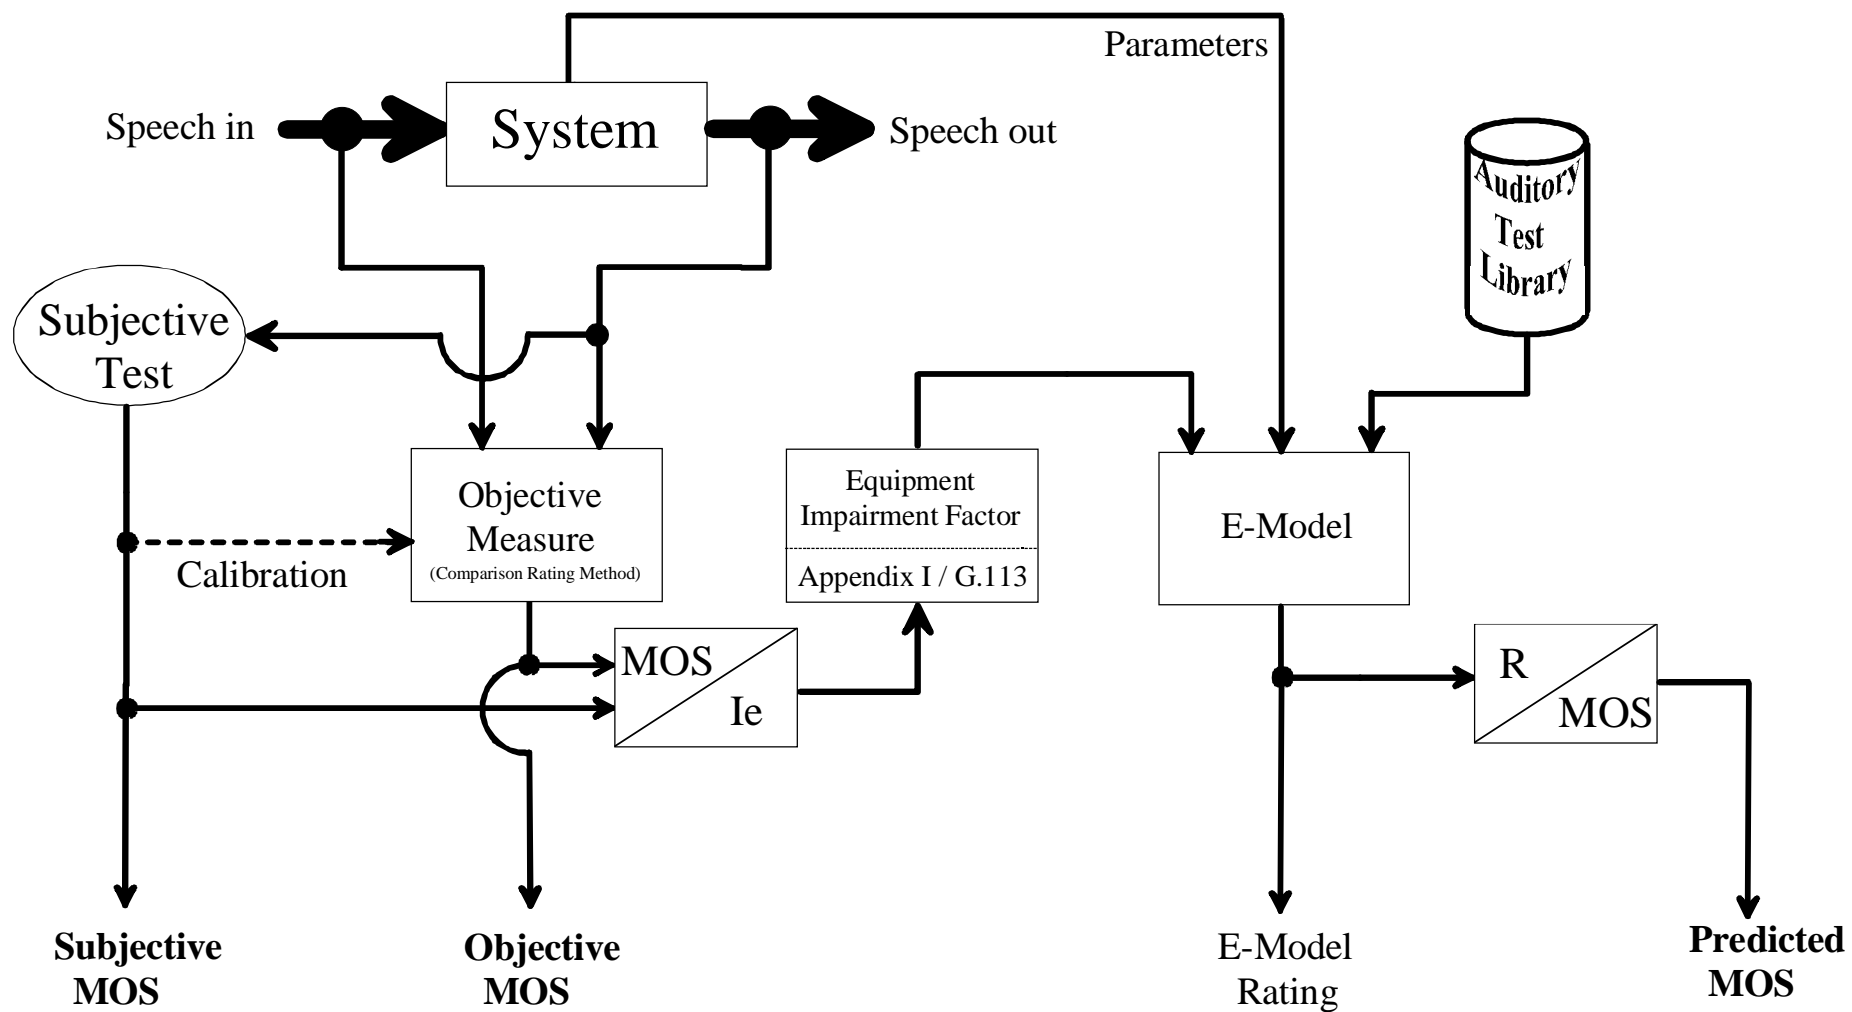 Parameters
Speech in
System
Speech out
Auditory
Test
Library
Subjective
Test
Objective
Measure
(Comparison Rating Method)
Calibration
Equipment
Impairment Factor
Appendix I / G.113
E-Model
MOS
Ie
R
MOS
Subjective
MOS
Objective
MOS
E-Model
Rating
Predicted
MOS